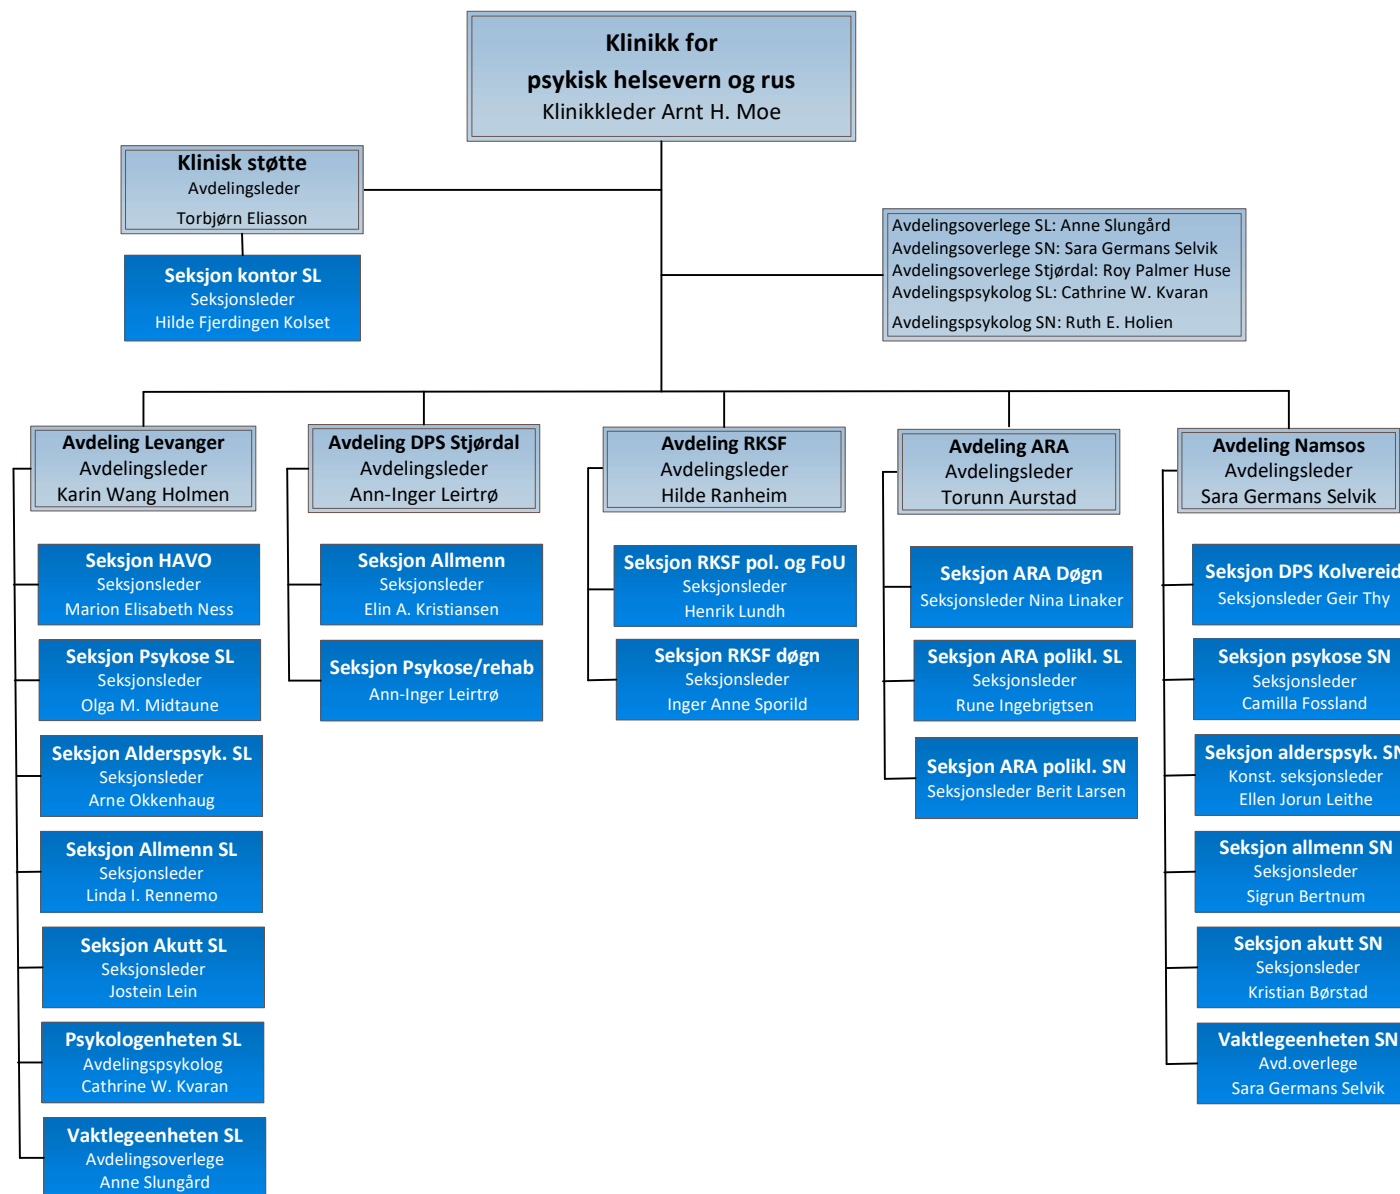 Klinikk for
psykisk helsevern og rus
Klinikkleder Arnt H. Moe
Klinisk støtte
Avdelingsleder
Torbjørn Eliasson
Seksjon kontor SL
Seksjonsleder
Hilde Fjerdingen Kolset
Avdelingsoverlege SL: Anne Slungård
Avdelingsoverlege SN: Sara Germans Selvik
Avdelingsoverlege Stjørdal: Roy Palmer Huse
Avdelingspsykolog SL: Cathrine W. Kvaran
Avdelingspsykolog SN: Ruth E. Holien
Avdeling Levanger
Avdelingsleder
Karin Wang Holmen
Seksjon HAVO
Seksjonsleder
Marion Elisabeth Ness
Seksjon Psykose SL
Seksjonsleder
Olga M. Midtaune
Seksjon Alderspsyk. SL
Seksjonsleder
Arne Okkenhaug
Seksjon Allmenn SL
Seksjonsleder
Linda I. Rennemo
Seksjon Akutt SL
Seksjonsleder
Jostein Lein
Psykologenheten SL
Avdelingspsykolog
Cathrine W. Kvaran
Vaktlegeenheten SL
Avdelingsoverlege
Anne Slungård
Avdeling DPS Stjørdal
Avdelingsleder
Ann-Inger Leirtrø
Seksjon Allmenn
Seksjonsleder
Elin A. Kristiansen
Seksjon Psykose/rehab
Ann-Inger Leirtrø
Avdeling RKSF
Avdelingsleder
Hilde Ranheim
Seksjon RKSF pol. og FoU
Seksjonsleder
Henrik Lundh
Seksjon RKSF døgn
Seksjonsleder
Inger Anne Sporild
Avdeling ARA
Avdelingsleder
Torunn Aurstad
Seksjon ARA Døgn
Seksjonsleder Nina Linaker
Seksjon ARA polikl. SL
Seksjonsleder
Rune Ingebrigtsen
Seksjon ARA polikl. SN
Seksjonsleder Berit Larsen
Avdeling Namsos
Avdelingsleder
Sara Germans Selvik
Seksjon DPS Kolvereid
Seksjonsleder Geir Thy
Seksjon psykose SN
Seksjonsleder
Camilla Fossland
Seksjon alderspsyk. SN
Konst. seksjonsleder
Ellen Jorun Leithe
Seksjon allmenn SN
Seksjonsleder
Sigrun Bertnum
Seksjon akutt SN
Seksjonsleder
Kristian Børstad
Vaktlegeenheten SN
Avd.overlege
Sara Germans Selvik